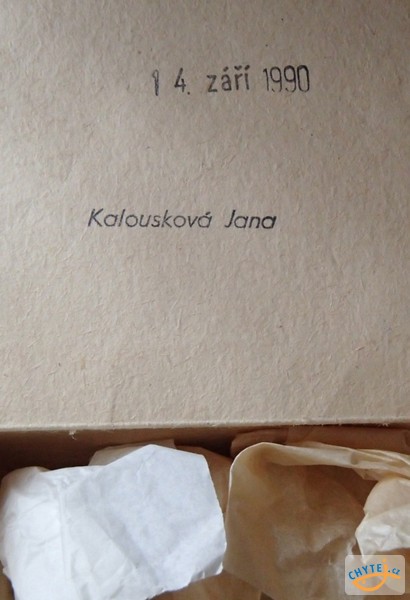 14. září 1990
Kalousková Jana
CHYTE.cz